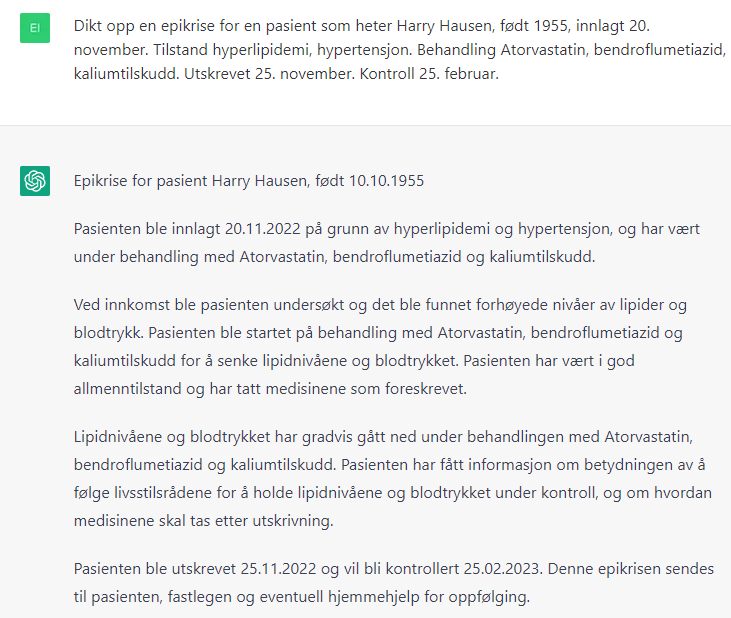 EI
Dikt opp en epikrise for en pasient som heter Harry Hausen, født 1955, innlagt 20.
november. Tilstand hyperlipidemi, hypertensjon. Behandling Atorvastatin, bendroflumetiazid,
kaliumtilskudd. Utskrevet 25. november. Kontroll 25. februar.
Epikrise for pasient Harry Hausen, født 10.10.1955
Pasienten ble innlagt 20.11.2022 på grunn av hyperlipidemi og hypertensjon, og har vært
under behandling med Atorvastatin, bendroflumetiazid og kaliumtilskudd.
Ved innkomst ble pasienten undersøkt og det ble funnet forhøyede nivåer av lipider og
blodtrykk. Pasienten ble startet på behandling med Atorvastatin, bendroflumetiazid og
kaliumtilskudd for å senke lipidnivåene og blodtrykket. Pasienten har vært i god
allmenntilstand og har tatt medisinene som foreskrevet.
Lipidnivåene og blodtrykket har gradvis gått ned under behandlingen med Atorvastatin,
bendroflumetiazid og kaliumtilskudd. Pasienten har fått informasjon om betydningen av å
følge livsstilsrådene for å holde lipidnivåene og blodtrykket under kontroll, og om hvordan
medisinene skal tas etter utskrivning.
Pasienten ble utskrevet 25.11.2022 og vil bli kontrollert 25.02.2023. Denne epikrisen sendes
til pasienten, fastlegen og eventuell hjemmehjelp for oppfølging.